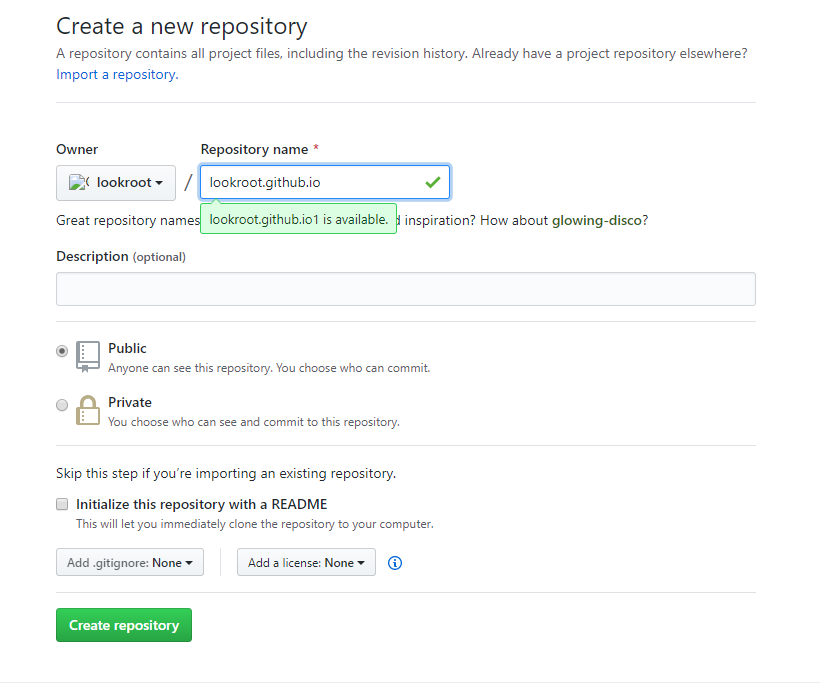 Create a new repository
A repository contains all project files, including the revision history. Already have a project repository elsewhere?
Import a repository.
Owner
Repository name *
lookroot
/
lookroot.github.io
Great repository names
lookroot.github.io1 is available.
inspiration? How about glowing-disco?
Description (optional)
Public
Anyone can see this repository. You choose who can commit.
Private
You choose who can see and commit to this repository.
Skip this step if you’re importing an existing repository.
Initialize this repository with a README
This will let you immediately clone the repository to your computer.
Add .gitignore: None
Add a license: None
Create repository